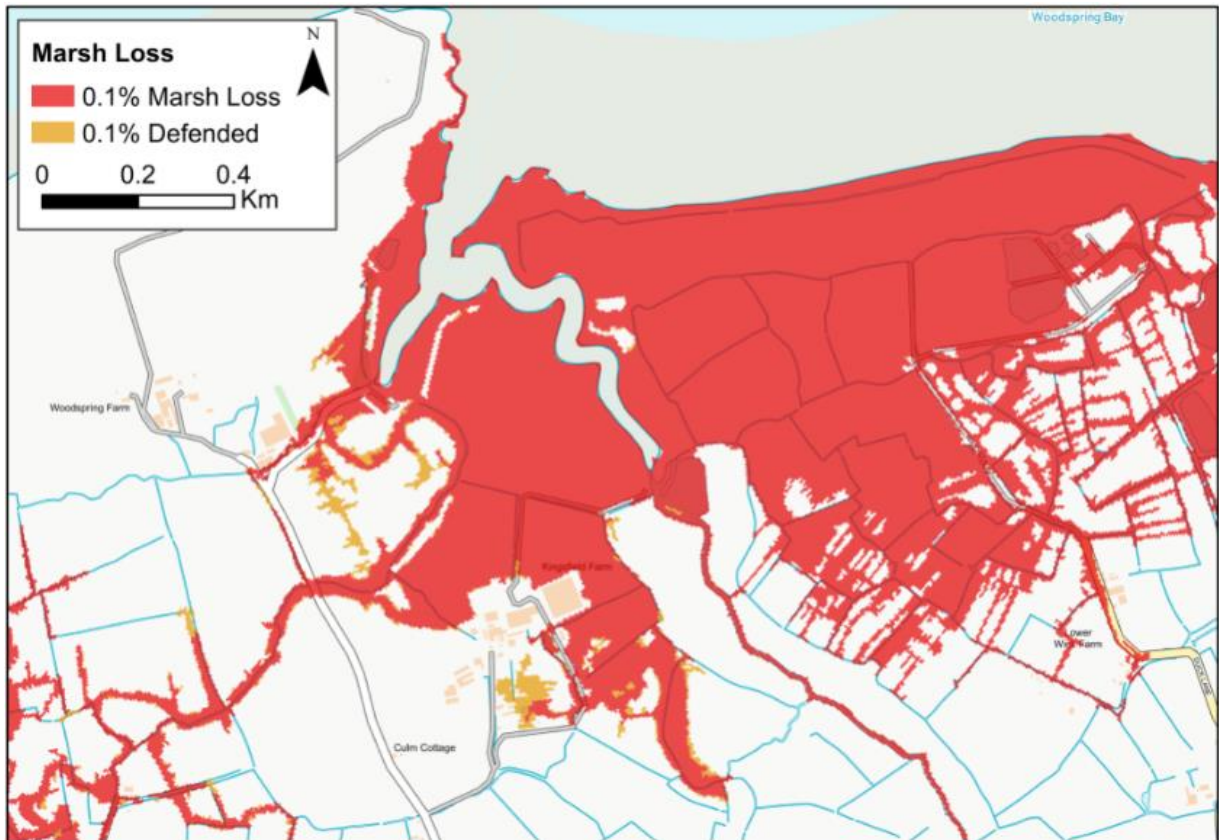 Woodspring Bay
Marsh Loss
N
0.1% Marsh Loss
0.1% Defended
0 0.2 0.4
Km
Woodspring Farm
Kingsfield Farm
Lower
Farm
Culm Cottage
LANE